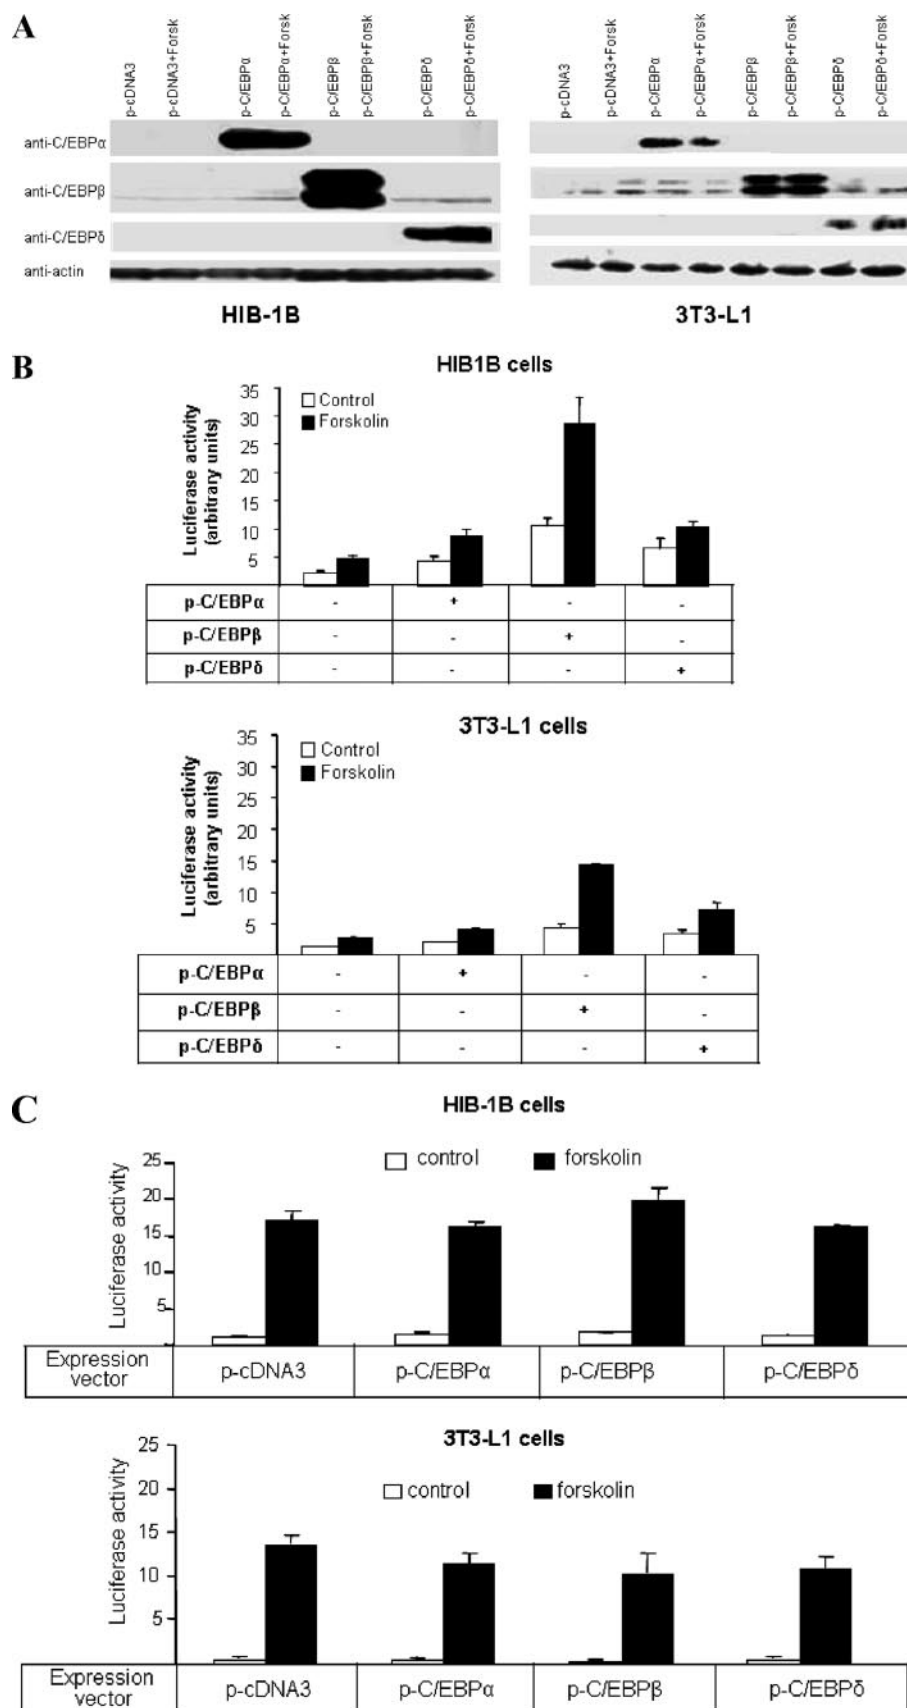 A
p-cDNA3
p-cDNA3+Forsk
p-C/EBPα
p-C/EBPα+Forsk
p-C/EBPβ
p-C/EBPβ+Forsk
p-C/EBPδ
p-C/EBPδ+Forsk
p-cDNA3
p-cDNA3+Forsk
p-C/EBPα
p-C/EBPα+Forsk
p-C/EBPβ
p-C/EBPβ+Forsk
p-C/EBPδ
p-C/EBPδ+Forsk
anti-C/EBPα
anti-C/EBPβ
anti-C/EBPδ
anti-actin
HIB-1B 3T3-L1
B
HIB1B cells
Luciferase activity
(arbitrary units)
35
30
25
20
15
10
5
Control
Forskolin
p-C/EBPα - + - -
p-C/EBPβ - - + -
p-C/EBPδ - - - +
3T3-L1 cells
Luciferase activity
(arbitrary units)
35
30
25
20
15
10
5
Control
Forskolin
p-C/EBPα - + - -
p-C/EBPβ - - + -
p-C/EBPδ - - - +
C
HIB-1B cells
Luciferase activity
25
20
15
10
5
control forskolin
Expression
vector
p-cDNA3 p-C/EBPα p-C/EBPβ p-C/EBPδ
3T3-L1 cells
Luciferase activity
25
20
15
10
5
control forskolin
Expression
vector
p-cDNA3 p-C/EBPα p-C/EBPβ p-C/EBPδ